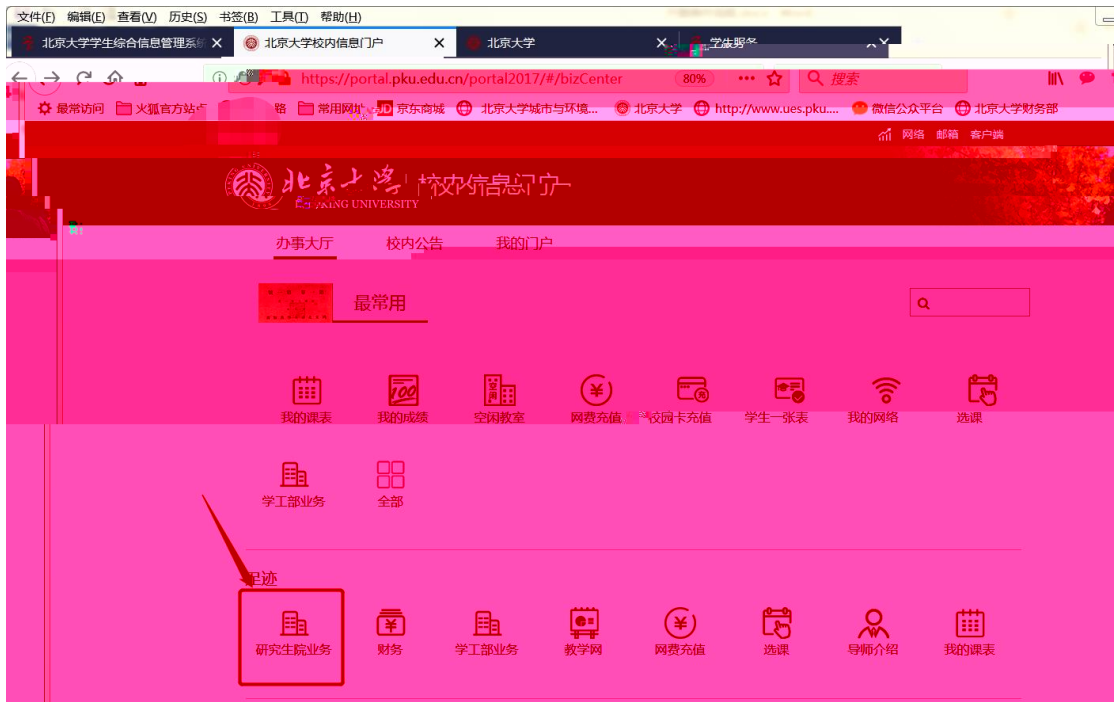 文件(F) 编辑(E) 查看(V) 历史(S) 书签(B) 工具(T) 帮助(H)
北京大学学生综合信息管理系统 北京大学校内信息门户 北京大学
https://portal.pku.edu.cn/portal2017/#/bizCenter 80% 搜索
最常访问 火狐官方站点 常用网址 JD 京东商城 北京大学城市与环境... 北京大学 http://www.ues.pku.... 微信公众平台 北京大学财务部
网络 邮箱 客户端
北京大学 校内信息门户
PEKING UNIVERSITY
办事大厅 校内公告 我的门户
最常用
我的课表 我的成绩 空闲教室 网费充值 校园卡充值 学生一张表 我的网络 选课
学工部业务 全部
足迹
研究生院业务 财务 学工部业务 教学网 网费充值 选课 导师介绍 我的课表